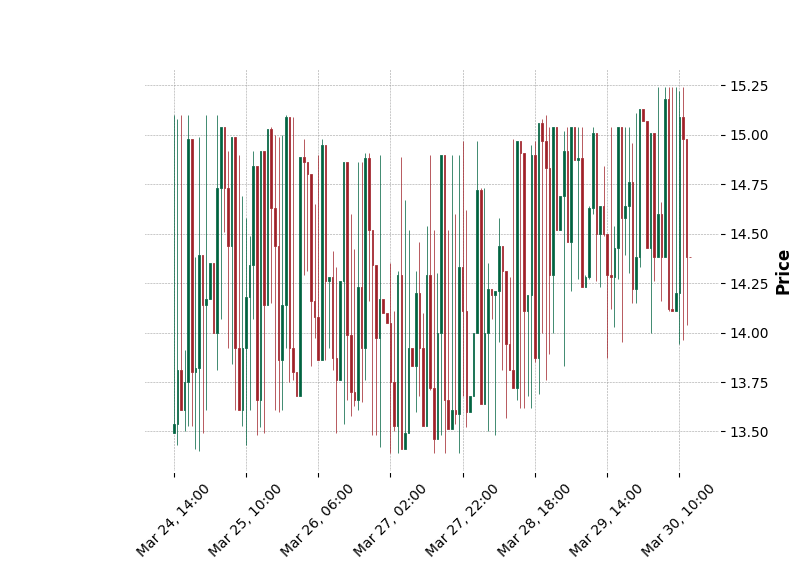 15.25
15.00
14.75
14.50
14.25
14.00
13.75
13.50
Price
Mar 24, 14:00
Mar 25, 10:00
Mar 26, 06:00
Mar 27, 02:00
Mar 27, 22:00
Mar 28, 18:00
Mar 29, 14:00
Mar 30, 10:00